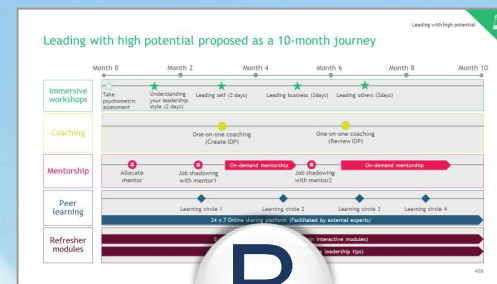 Leading with high potential
Leading with high potential proposed as a 10-month journey
Month 0
Month 2
Month 4
Month 6
Month 8
Month 10
Immersive
workshops
Take
psychometric
assessment
Understanding
your leadership
style (2 days)
Leading self (2 days)
Leading business (2days)
Leading others (2days)
Coaching
One-on-one coaching
(Create IDP)
One-on-one coaching
(Review IDP)
Mentorship
Allocate
mentor
Job shadowing
with mentor1
On-demand mentorship
Job shadowing
with mentor2
On-demand mentorship
Peer
learning
Learning circle 1
Learning circle 2
Learning circle 3
Learning circle 4
24 x 7 Online sharing platform (Facilitated by external experts)
Refresher
modules
interactive modules)
leadership tips)